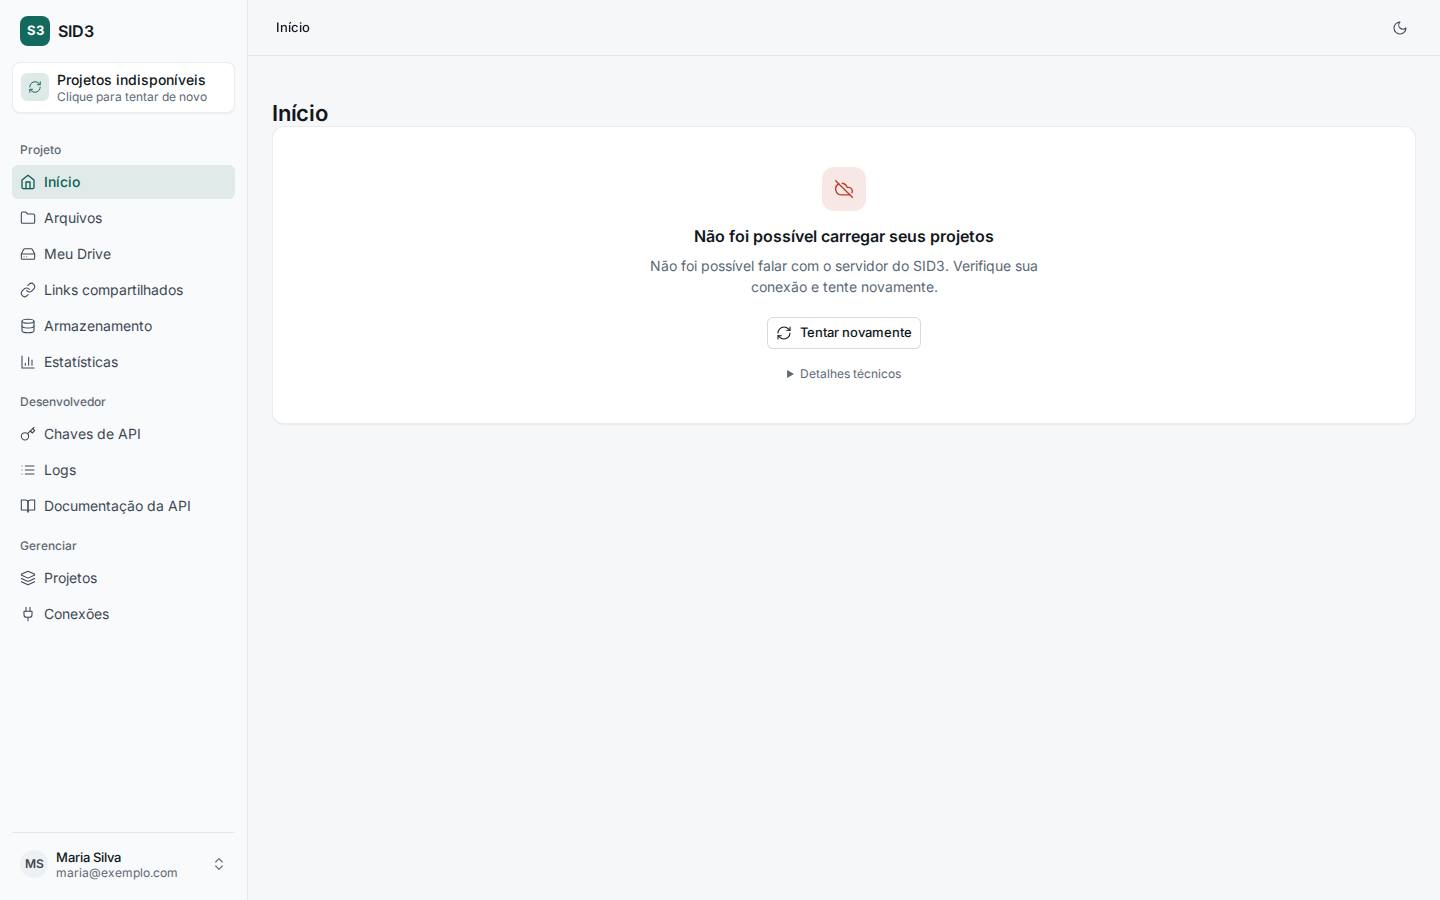 S3 SID3
Projetos indisponíveis
Clique para tentar de novo
Projeto
Início
Arquivos
Meu Drive
Links compartilhados
Armazenamento
Estatísticas
Desenvolvedor
Chaves de API
Logs
Documentação da API
Gerenciar
Projetos
Conexões
MS
Maria Silva
maria@exemplo.com
Início
Início
Não foi possível carregar seus projetos
Não foi possível falar com o servidor do SID3. Verifique sua
conexão e tente novamente.
Tentar novamente
Detalhes técnicos